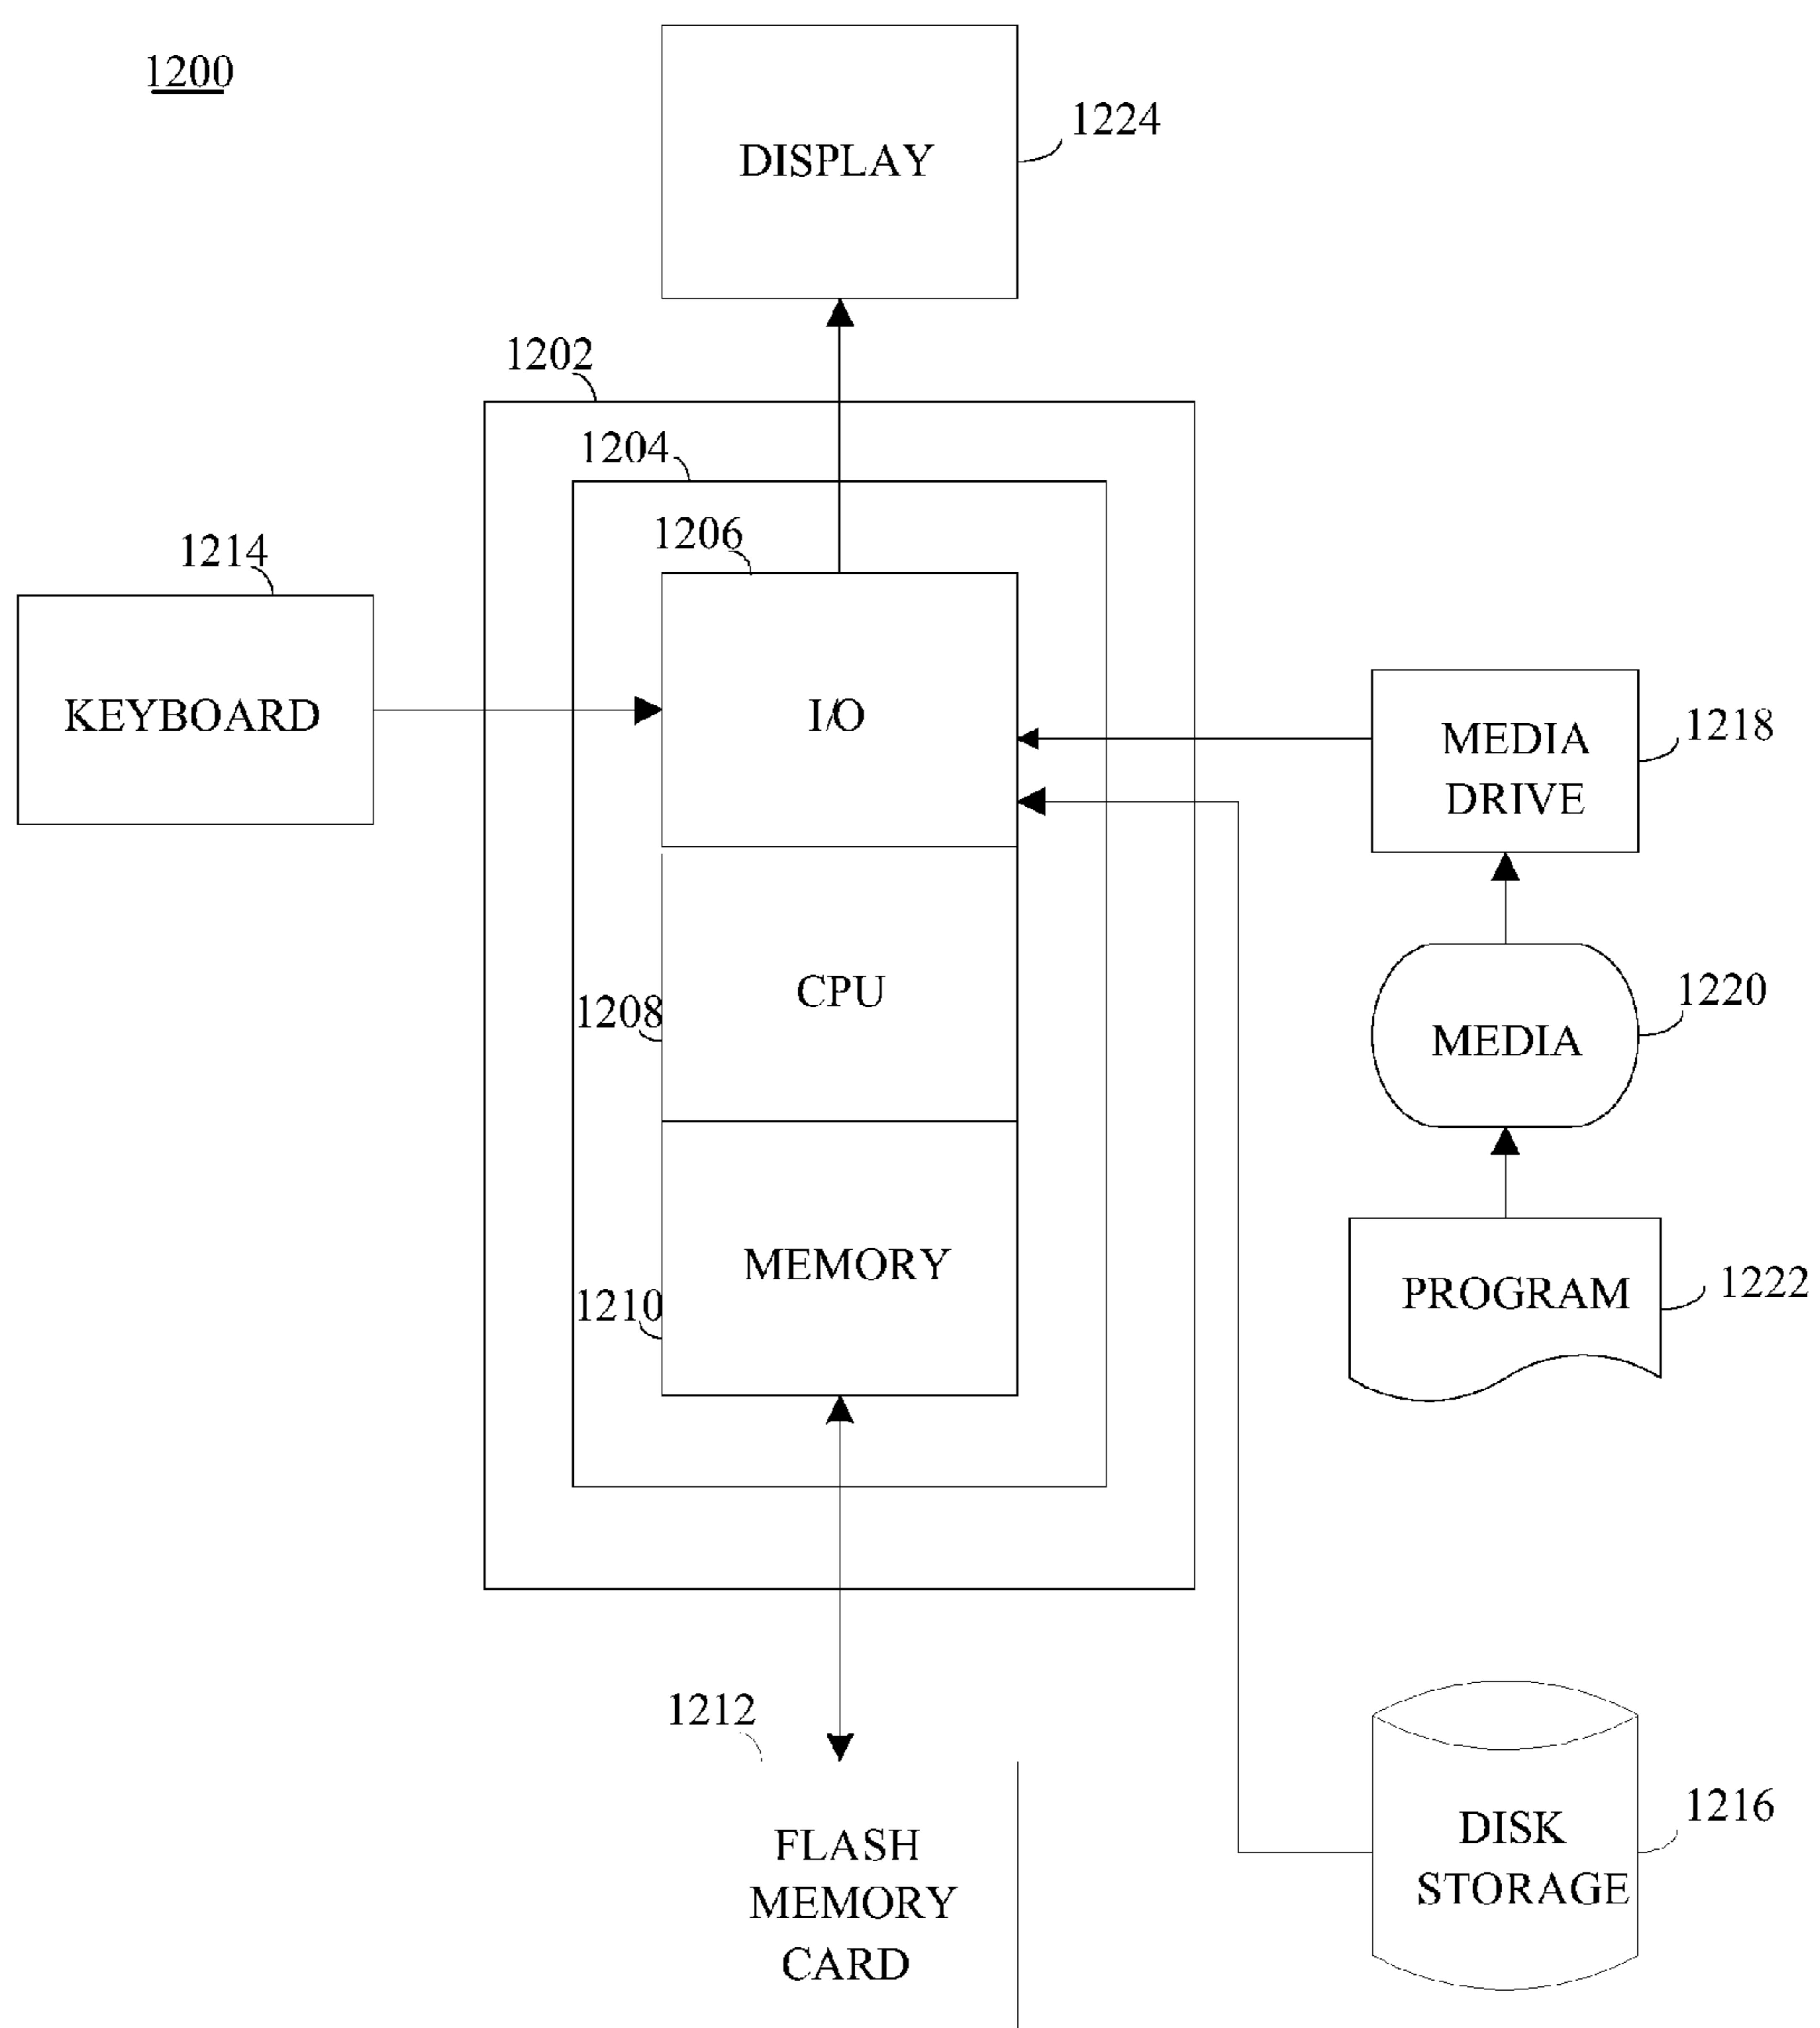 1200
DISPLAY
1224
1202
1204
1206
1214
KEYBOARD
I/O
MEDIA
DRIVE
1218
CPU
1208
MEDIA
1220
MEMORY
1210
PROGRAM
1222
1212
FLASH
MEMORY
CARD
DISK
STORAGE
1216